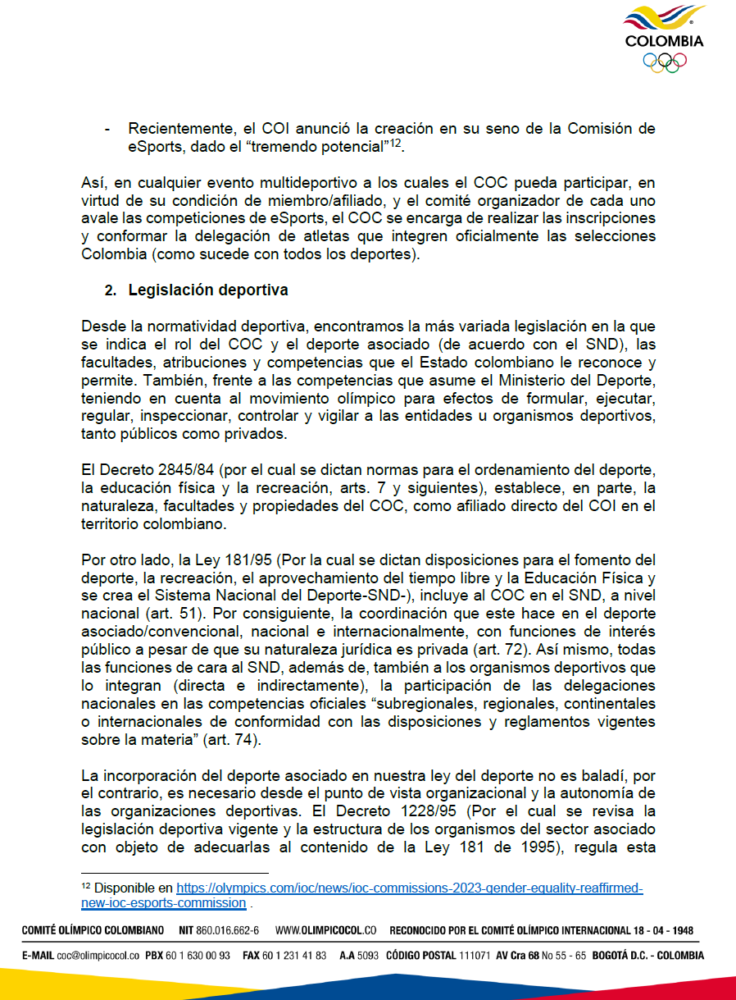 COLOMBIA
- Recientemente, el COI anunció la creación en su seno de la Comisión de
eSports, dado el “tremendo potencial”12.
Así, en cualquier evento multideportivo a los cuales el COC pueda participar, en
virtud de su condición de miembro/afiliado, y el comité organizador de cada uno
avale las competiciones de eSports, el COC se encarga de realizar las inscripciones
y conformar la delegación de atletas que integren oficialmente las selecciones
Colombia (como sucede con todos los deportes).
2. Legislación deportiva
Desde la normatividad deportiva, encontramos la más variada legislación en la que
se indica el rol del COC y el deporte asociado (de acuerdo con el SND), las
facultades, atribuciones y competencias que el Estado colombiano le reconoce y
permite. También, frente a las competencias que asume el Ministerio del Deporte,
teniendo en cuenta al movimiento olímpico para efectos de formular, ejecutar,
regular, inspeccionar, controlar y vigilar a las entidades u organismos deportivos,
tanto públicos como privados.
El Decreto 2845/84 (por el cual se dictan normas para el ordenamiento del deporte,
la educación física y la recreación, arts. 7 y siguientes), establece, en parte, la
naturaleza, facultades y propiedades del COC, como afiliado directo del COI en el
territorio colombiano.
Por otro lado, la Ley 181/95 (Por la cual se dictan disposiciones para el fomento del
deporte, la recreación, el aprovechamiento del tiempo libre y la Educación Física y
se crea el Sistema Nacional del Deporte-SND-), incluye al COC en el SND, a nivel
nacional (art. 51). Por consiguiente, la coordinación que este hace en el deporte
asociado/convencional, nacional e internacionalmente, con funciones de interés
público a pesar de que su naturaleza jurídica es privada (art. 72). Así mismo, todas
las funciones de cara al SND, además de, también a los organismos deportivos que
lo integran (directa e indirectamente), la participación de las delegaciones
nacionales en las competencias oficiales “subregionales, regionales, continentales
o internacionales de conformidad con las disposiciones y reglamentos vigentes
sobre la materia” (art. 74).
La incorporación del deporte asociado en nuestra ley del deporte no es baladí, por
el contrario, es necesario desde el punto de vista organizacional y la autonomía de
las organizaciones deportivas. El Decreto 1228/95 (Por el cual se revisa la
legislación deportiva vigente y la estructura de los organismos del sector asociado
con objeto de adecuarlas al contenido de la Ley 181 de 1995), regula esta
12 Disponible en https://olympics.com/ioc/news/ioc-commissions-2023-gender-equality-reaffirmed-
new-ioc-esports-commission .
COMITÉ OLÍMPICO COLOMBIANO NIT 860.016.662-6 WWW.OLIMPICOCOL.CO RECONOCIDO POR EL COMITÉ OLÍMPICO INTERNACIONAL 18 - 04 - 1948
E-MAIL coc@olimpicocol.co PBX 60 1 630 00 93 FAX 60 1 231 41 83 A.A 5093 CÓDIGO POSTAL 111071 AV Cra 68 No 55 - 65 BOGOTÁ D.C. - COLOMBIA